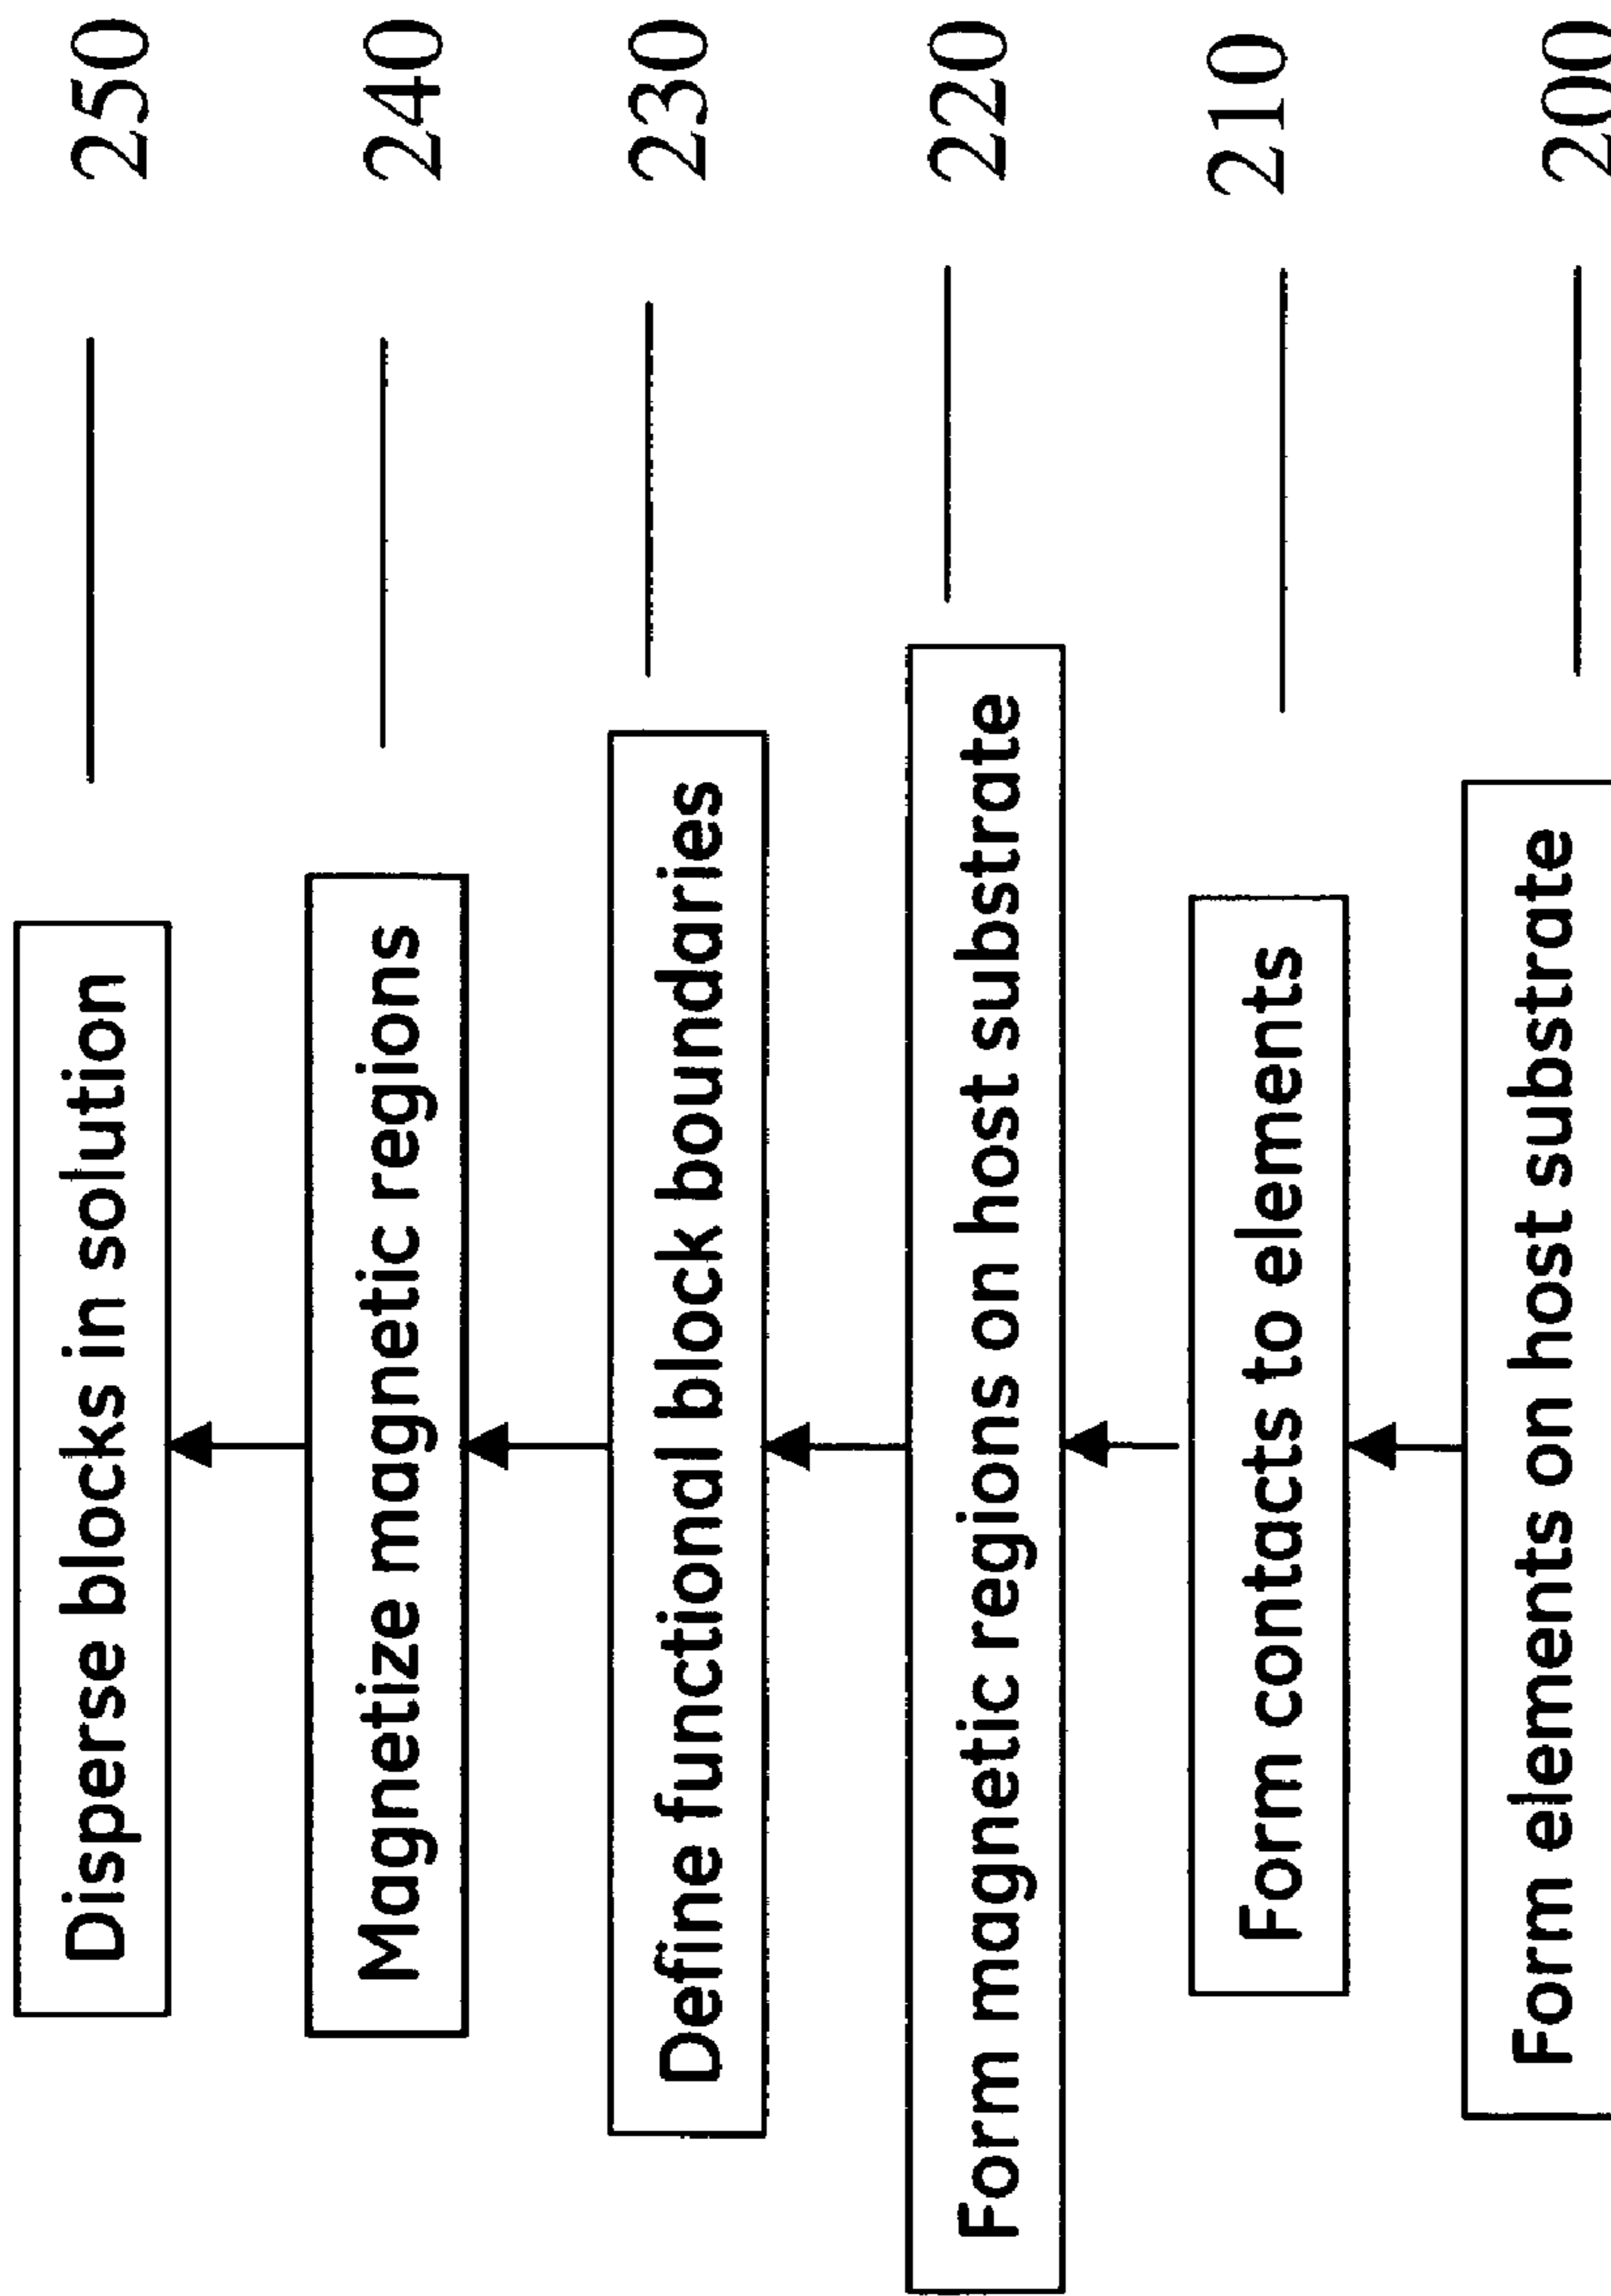 Disperse blocks in solution 250
Magnetize magnetic regions 240
Define functional block boundaries 230
Form magnetic regions on host substrate 220
Form contacts to elements 210
Form elements on host substrate 200